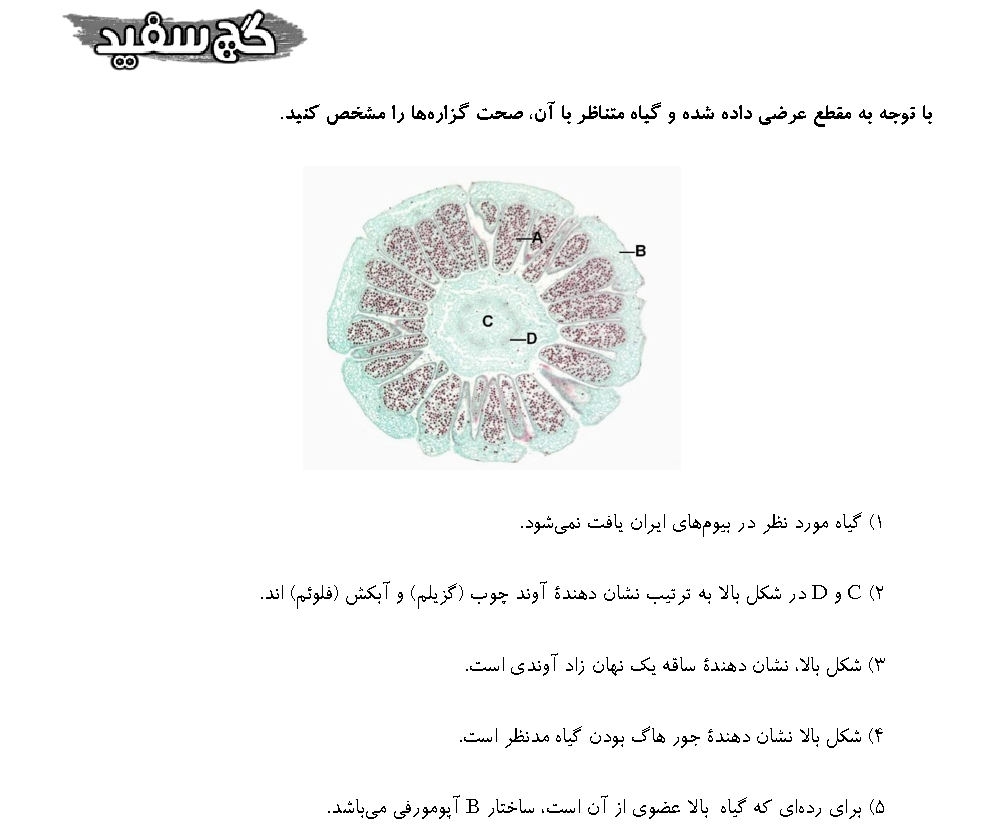 گچ سفید
با توجه به مقطع عرضی داده شده و گیاه متناظر با آن، صحت گزاره‌ها را مشخص کنید.
A
B
C
D
۱) گیاه مورد نظر در بیوم‌های ایران یافت نمی‌شود.
۲) C و D در شکل بالا به ترتیب نشان دهندهٔ آوند چوب (گزیلم) و آبکش (فلوئم) اند.
۳) شکل بالا، نشان دهندهٔ ساقه یک نهان زاد آوندی است.
۴) شکل بالا نشان دهندهٔ جور هاگ بودن گیاه مدنظر است.
۵) برای رده‌ای که گیاه بالا عضوی از آن است، ساختار B آپومورفی می‌باشد.